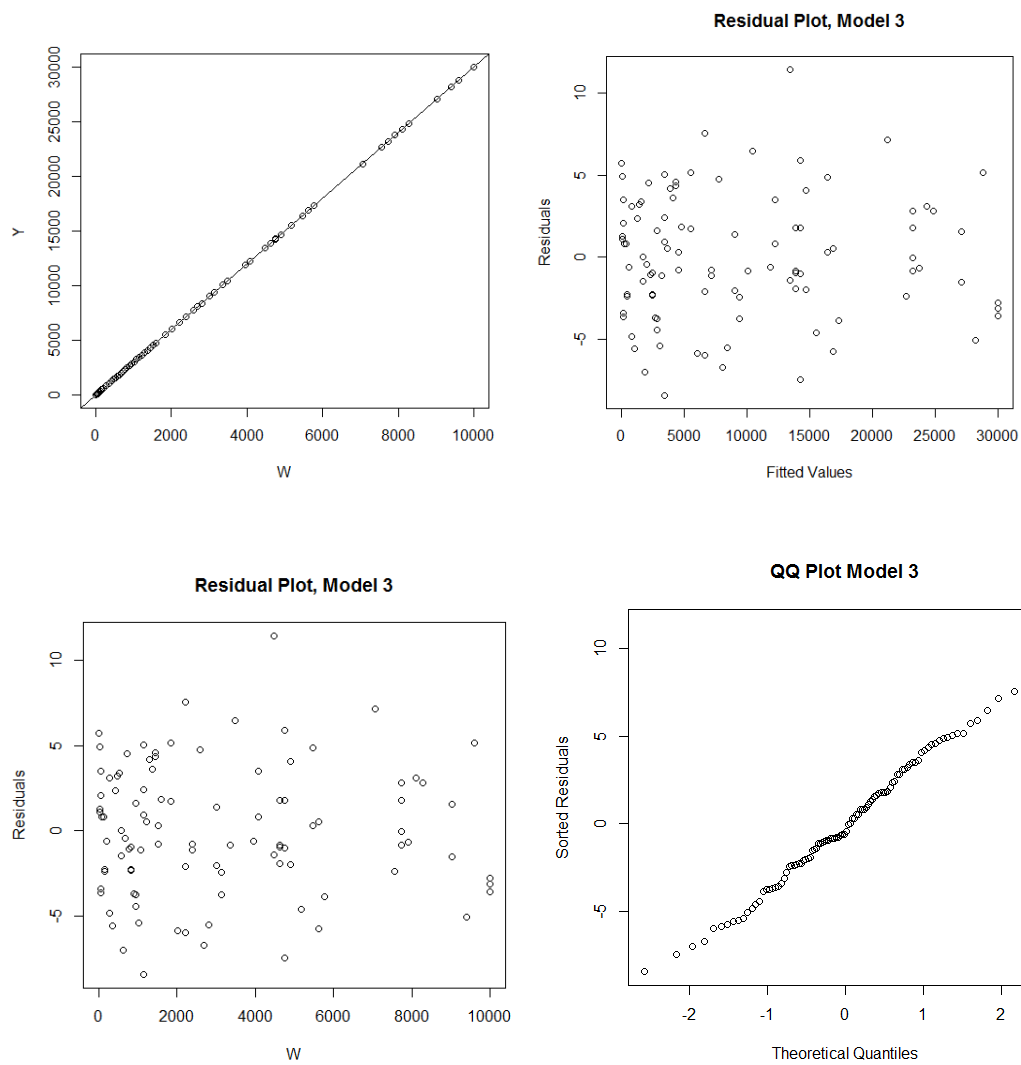 Y
0 5000 10000 15000 20000 25000 30000
0 2000 4000 6000 8000 10000
W
Residual Plot, Model 3
Residuals
-5 0 5 10
0 5000 10000 15000 20000 25000 30000
Fitted Values
Residual Plot, Model 3
Residuals
-5 0 5 10
0 2000 4000 6000 8000 10000
W
QQ Plot Model 3
Sorted Residuals
-5 0 5 10
-2 -1 0 1 2
Theoretical Quantiles